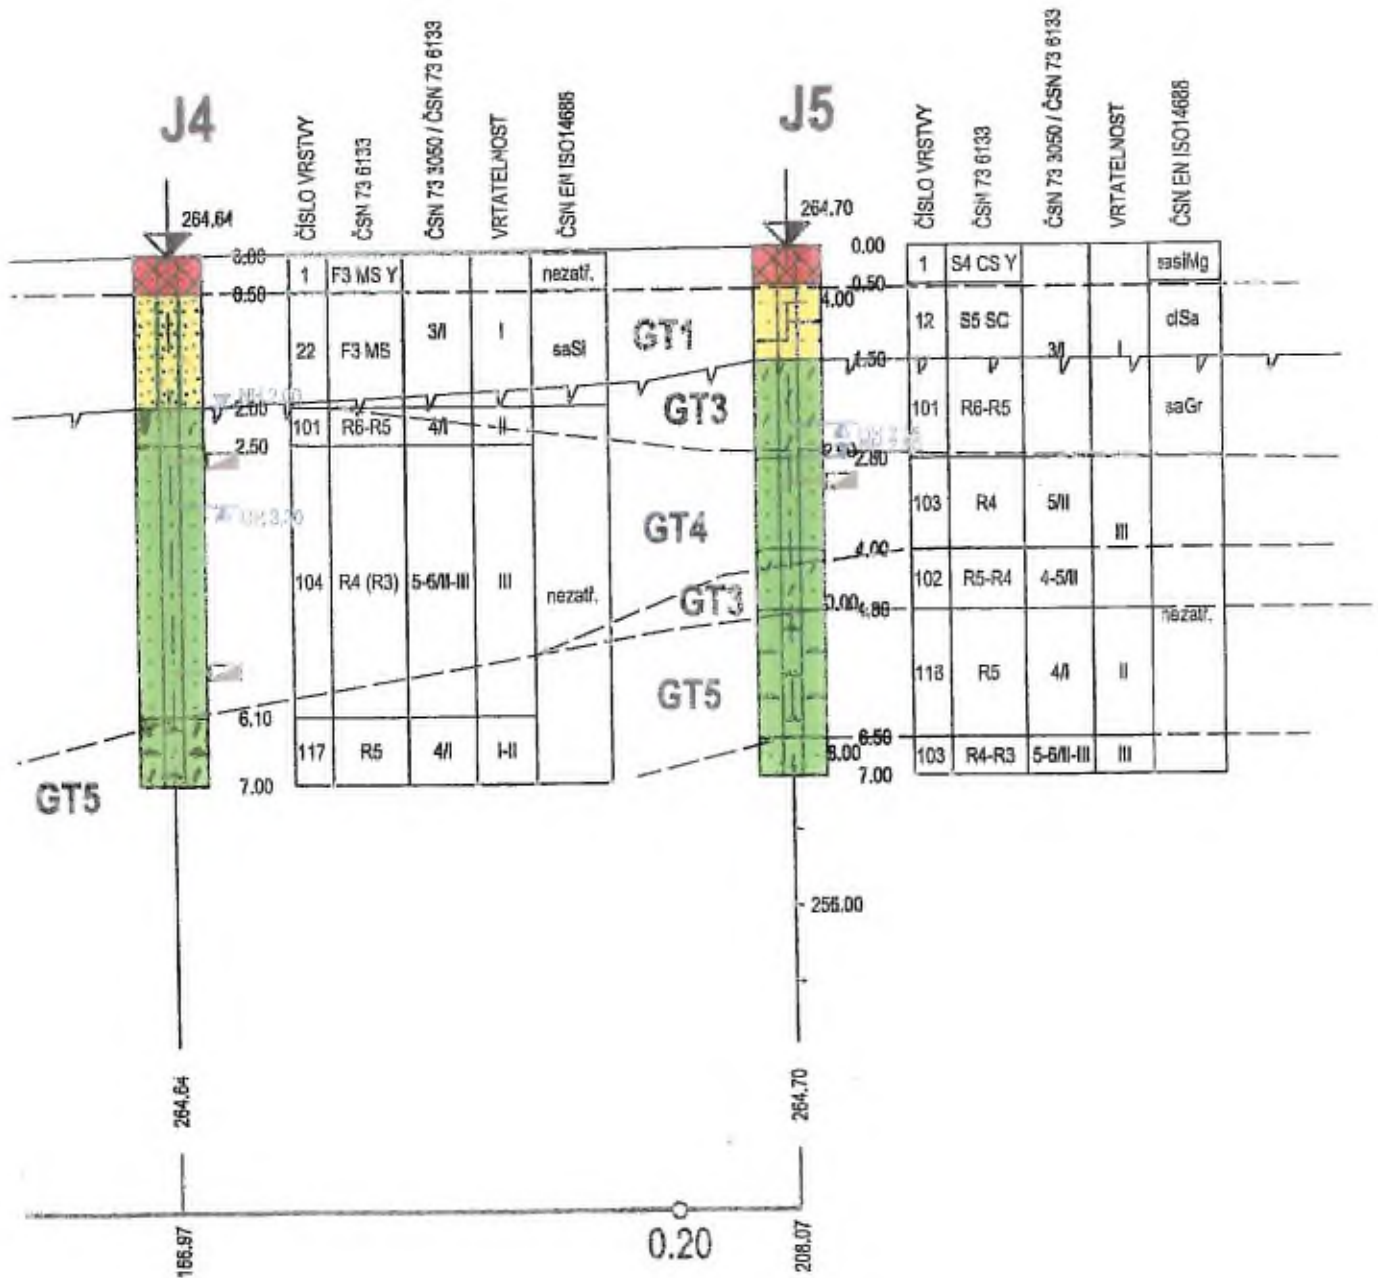 J4
J5
ČÍSLO VRSTVY
ČSN 73 6133
ČSN 73 3050 / ČSN 73 6133
VRTATELNOST
ČSN EN ISO14688
ČÍSLO VRSTVY
ČSN 73 6133
ČSN 73 3050 / ČSN 73 6133
VRTATELNOST
ČSN EN ISO14688
264.64
264.70
0.50
2.00
2.50
6.10
7.00
1 F3 MS Y nezatř.
22 F3 MS 3/I I saSi
101 R6-R5 4/I II
104 R4 (R3) 5-6/II-III III nezatř.
117 R5 4/I I-II
GT1
GT3
GT4
GT3
GT5
GT5
0.00
0.50
4.00
1.50
2.80
4.00
4.80
6.50
7.00
1 S4 CS Y sasiMg
12 S5 SC 3/I I clSa
101 R6-R5 saGr
103 R4 5/II III
102 R5-R4 4-5/II nezatř.
R5 4/I II
103 R4-R3 5-6/II-III III
264.64
264.70
166.97
0.20
208.07